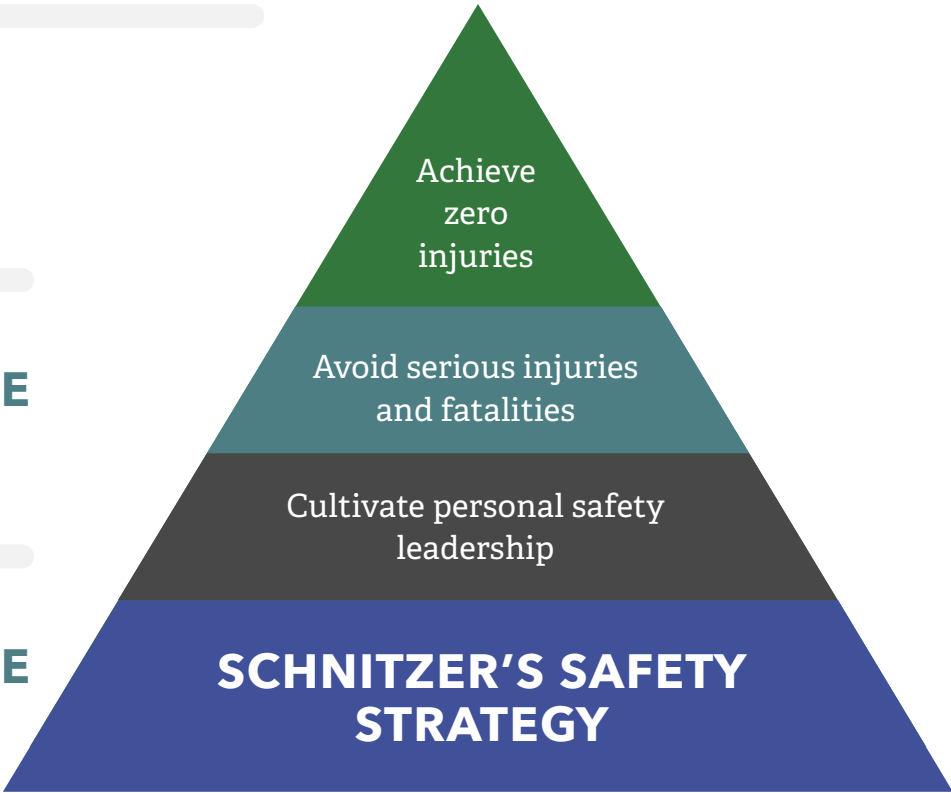 Achieve
zero
injuries
Avoid serious injuries
E
and fatalities
Cultivate personal safety
leadership
SCHNITZER’S SAFETY
E
STRATEGY